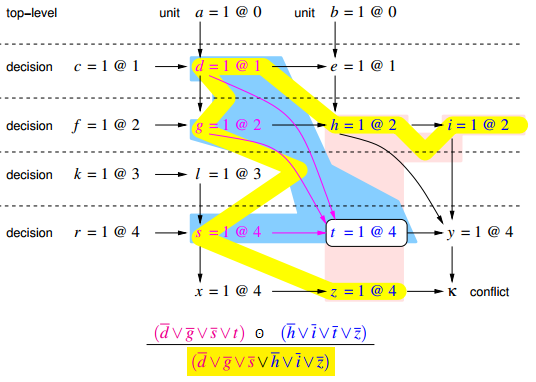 top–level unit a = 1 @ 0 unit b = 1 @ 0
decision c = 1 @ 1 d = 1 @ 1 e = 1 @ 1
decision f = 1 @ 2 g = 1 @ 2 h = 1 @ 2 i = 1 @ 2
decision k = 1 @ 3 l = 1 @ 3
decision r = 1 @ 4 s = 1 @ 4 t = 1 @ 4 y = 1 @ 4
x = 1 @ 4 z = 1 @ 4 κ conflict
(d̅ ∨ g̅ ∨ s̅ ∨ t) ⊙ (h̅ ∨ i̅ ∨ t̅ ∨ z̅)
(d̅ ∨ g̅ ∨ s̅ ∨ h̅ ∨ i̅ ∨ z̅)